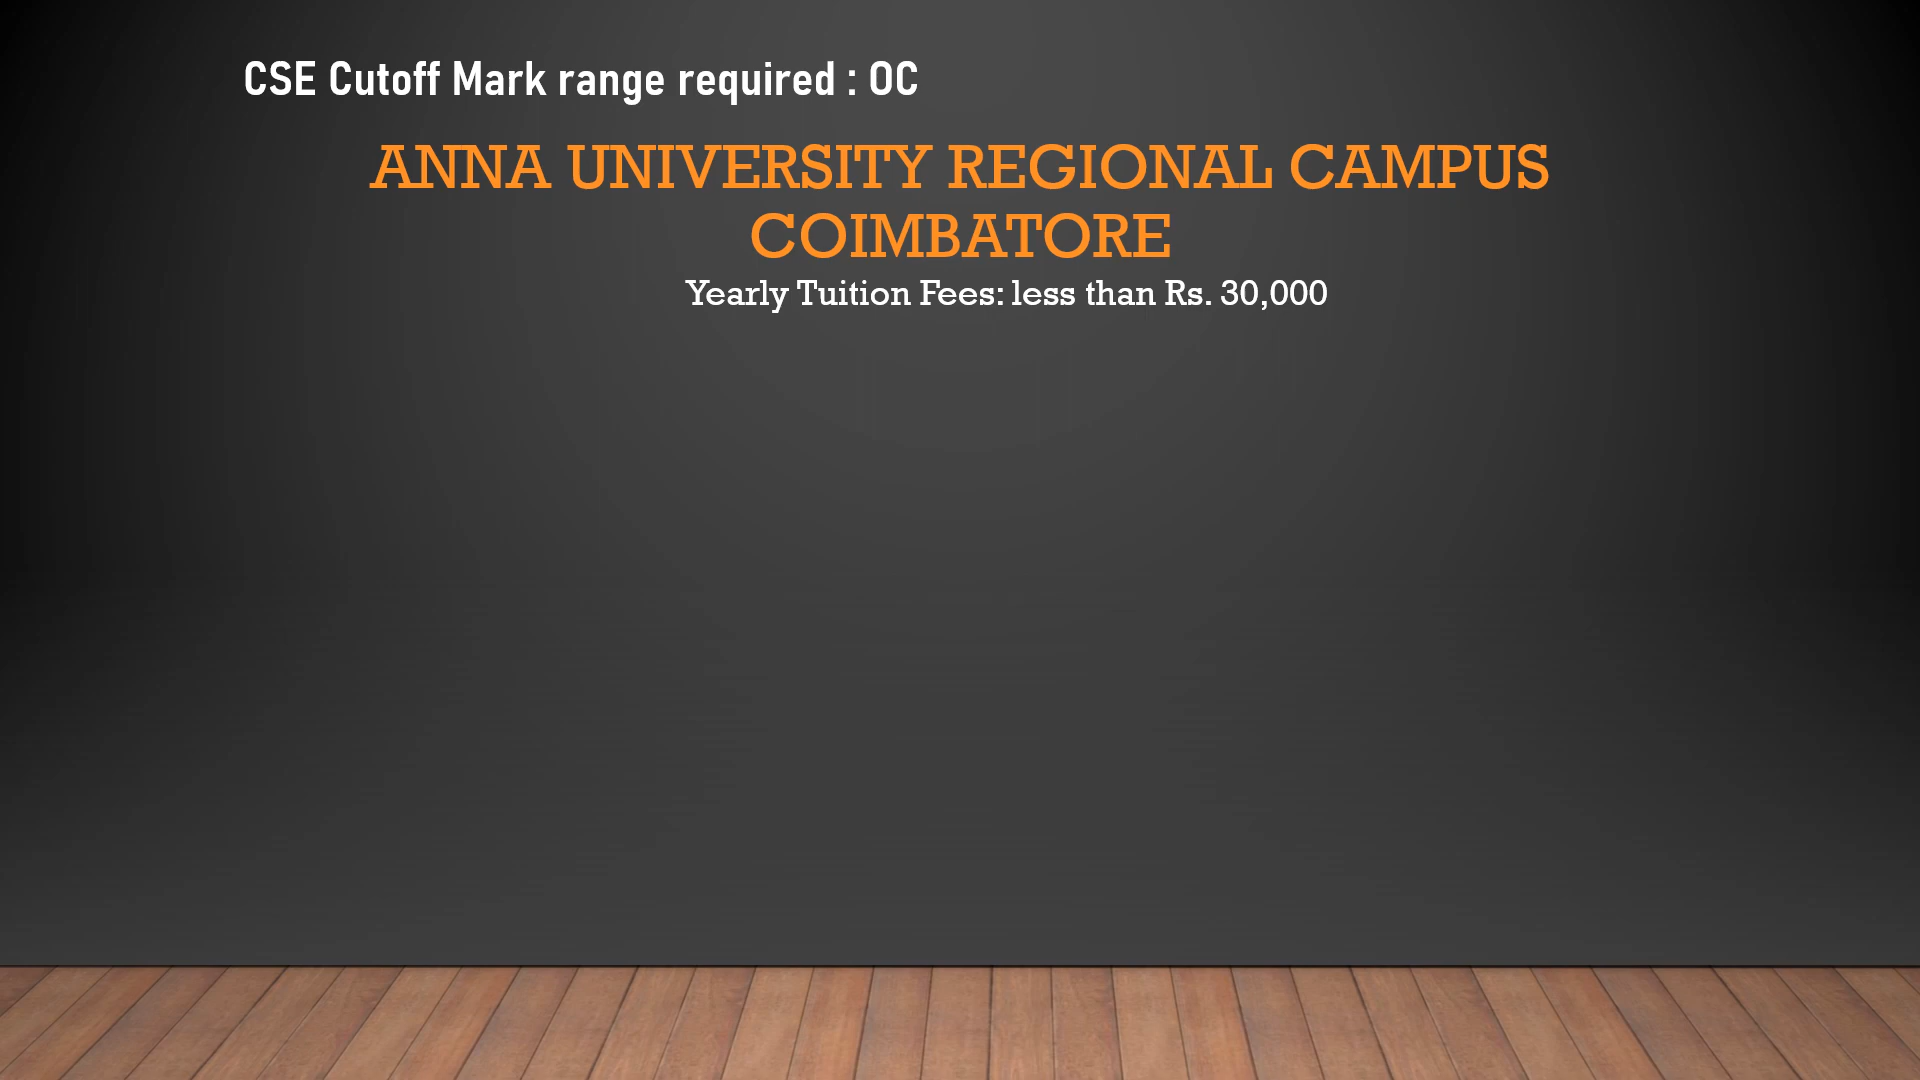 CSE Cutoff Mark range required : OC
ANNA UNIVERSITY REGIONAL CAMPUS
COIMBATORE
Yearly Tuition Fees: less than Rs. 30,000